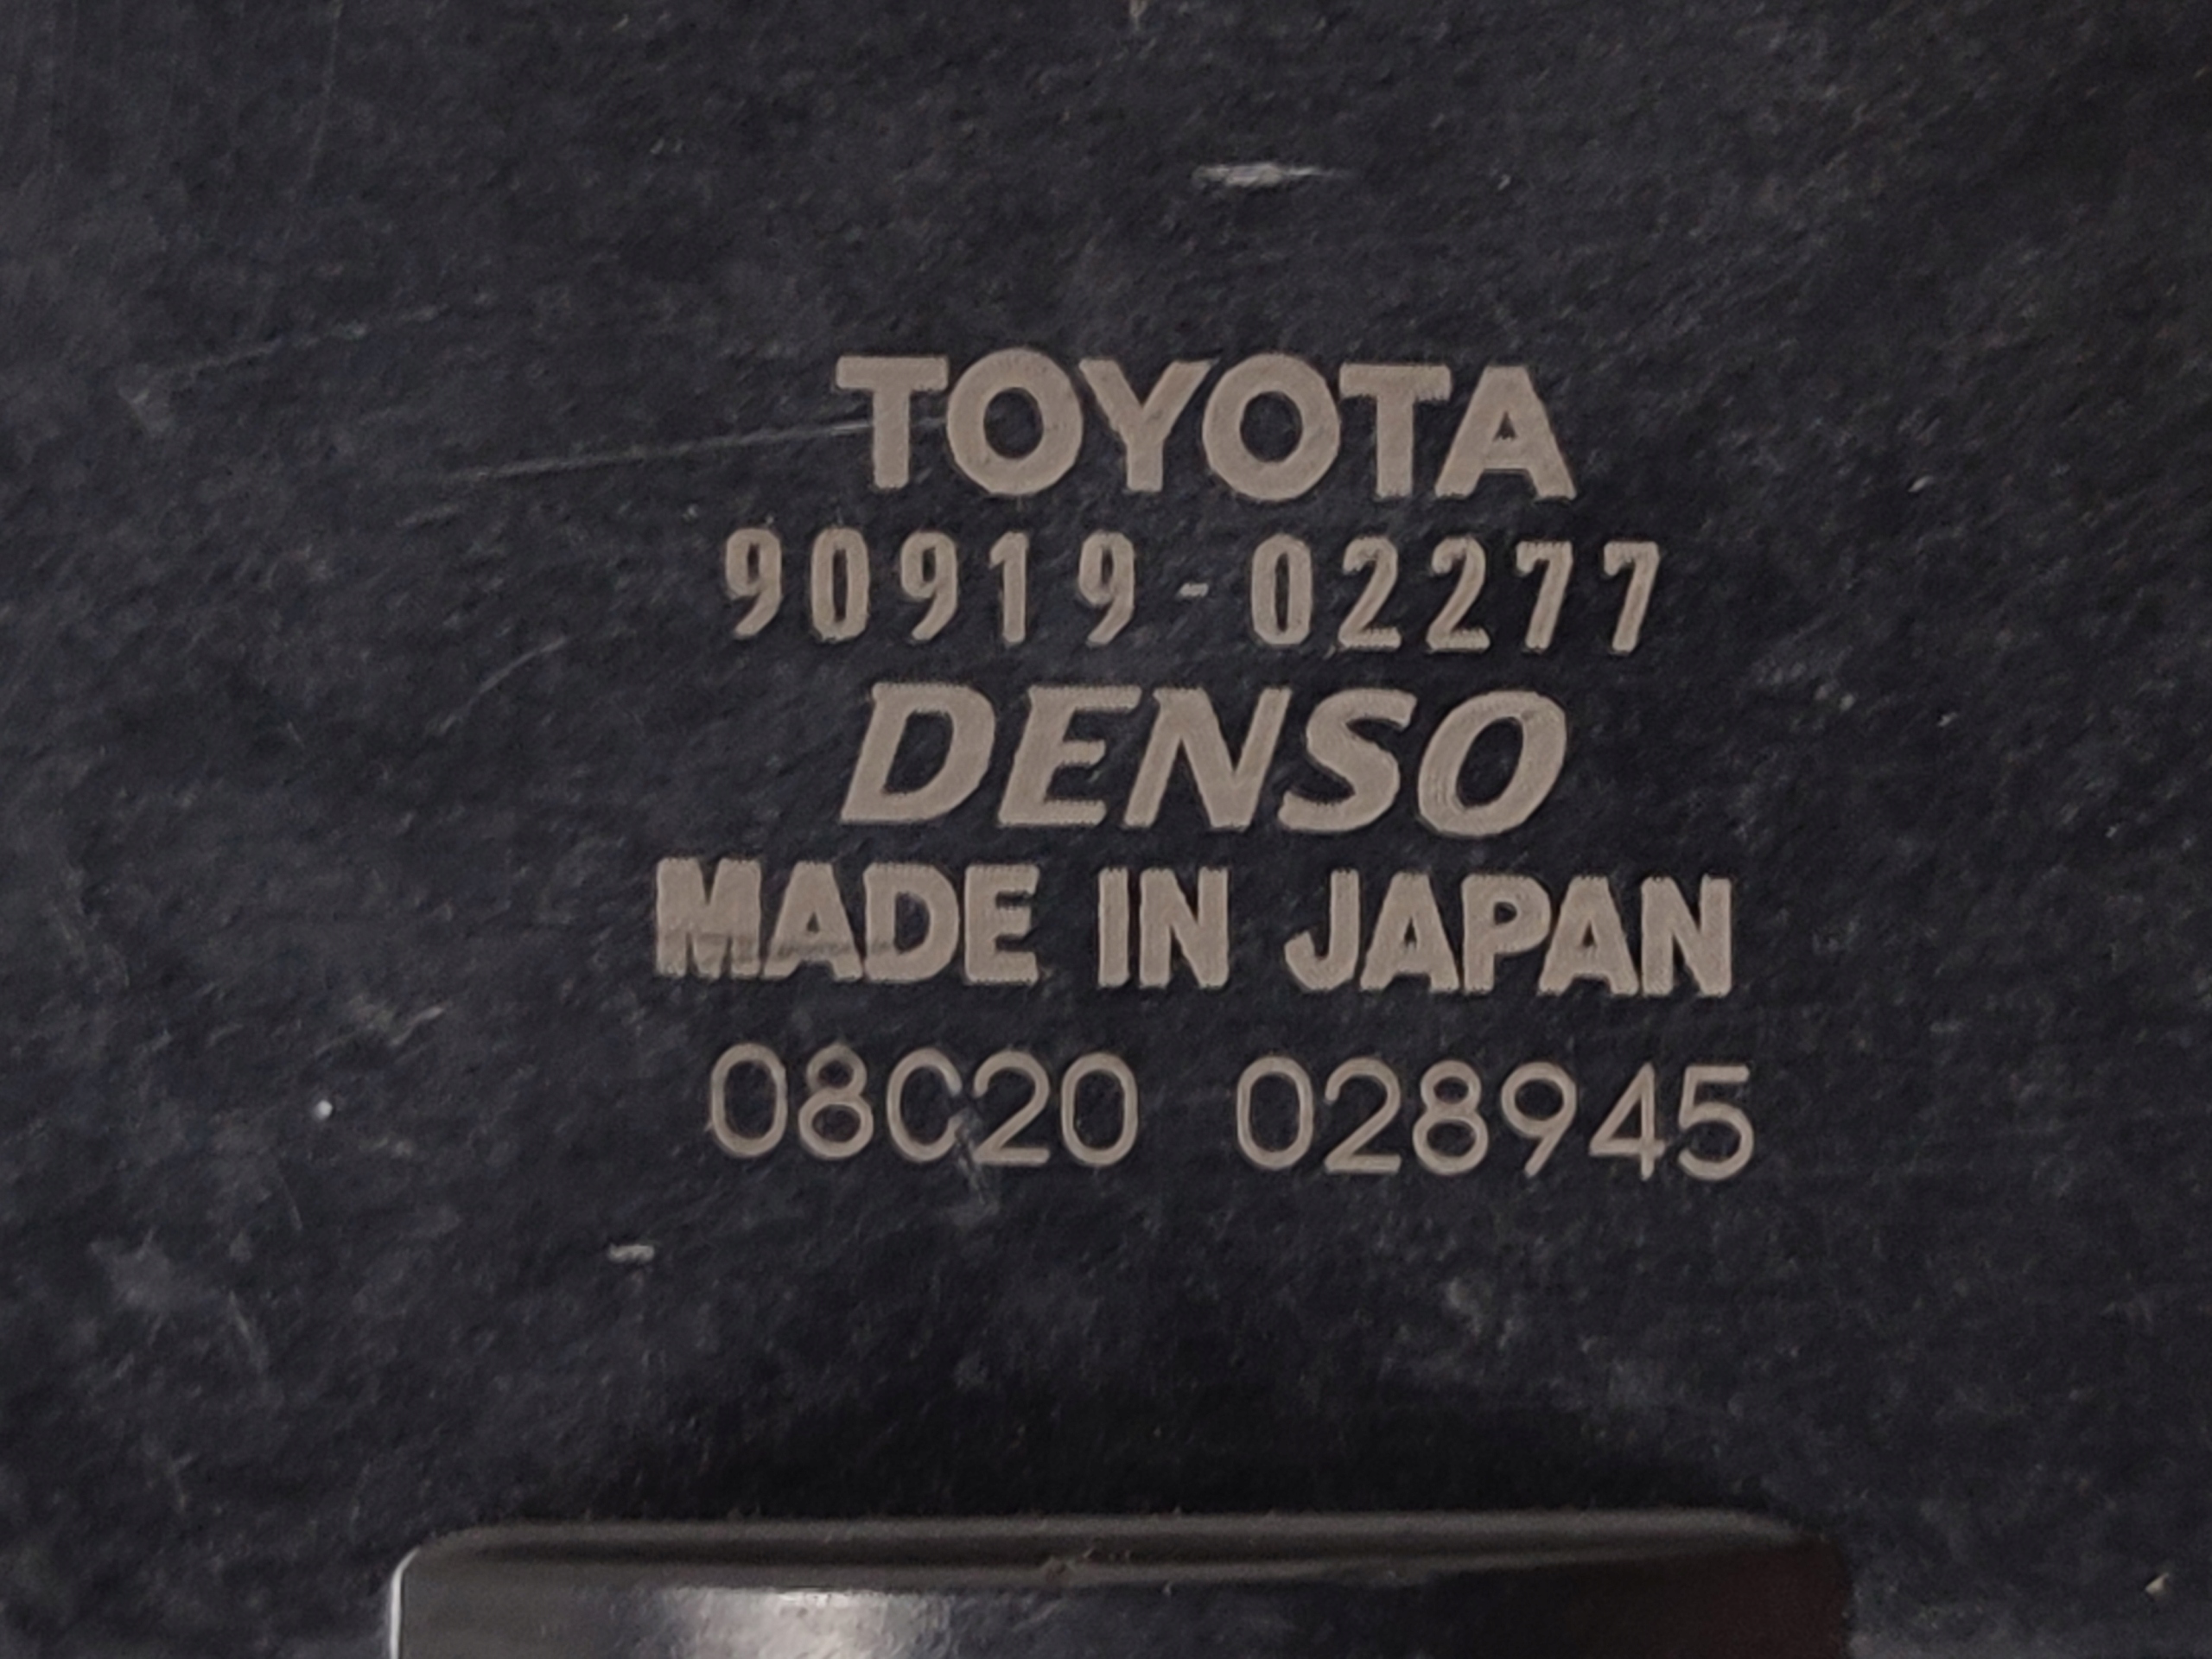 TOYOTA
90919-02277
DENSO
MADE IN JAPAN
08C20 028945